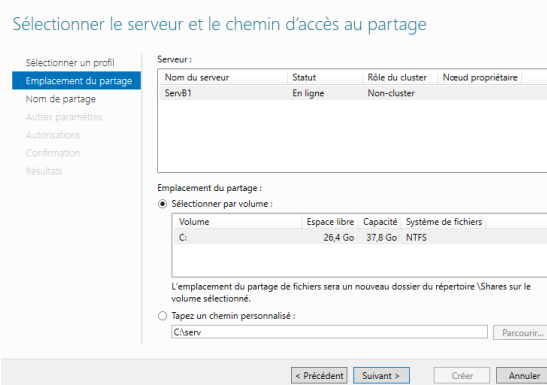 Sélectionner le serveur et le chemin d'accès au partage
Sélectionner un profil
Emplacement du partage
Nom de partage
Autres paramètres
Autorisations
Confirmation
Résultats
Serveur :
Nom du serveur Statut Rôle du cluster Nœud propriétaire
ServB1 En ligne Non-cluster
Emplacement du partage :
Sélectionner par volume :
Volume Espace libre Capacité Système de fichiers
C: 26,4 Go 37,8 Go NTFS
L'emplacement du partage de fichiers sera un nouveau dossier du répertoire \Shares sur le
volume sélectionné.
Tapez un chemin personnalisé :
C:\serv Parcourir...
< Précédent Suivant > Créer Annuler